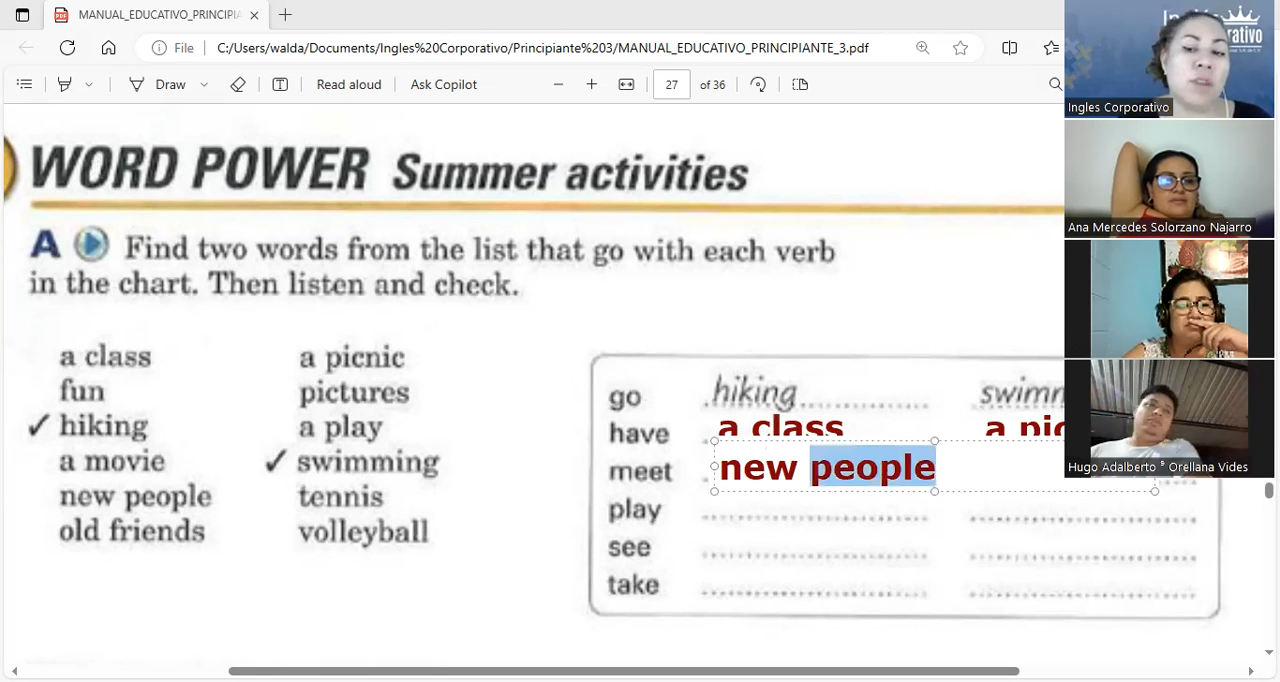 MANUAL_EDUCATIVO_PRINCIPIA
File
C:/Users/walda/Documents/Ingles%20Corporativo/Principante%203/MANUAL_EDUCATIVO_PRINCIPIANTE_3.pdf
Draw
Read aloud
Ask Copilot
27 of 36
WORD POWER Summer activities
A Find two words from the list that go with each verb
in the chart. Then listen and check.
a class
fun
hiking
a movie
new people
old friends
a picnic
pictures
a play
swimming
tennis
volleyball
go hiking swimm
have a class a pic
meet new people
play
see
take
Ingles Corporativo
Ana Mercedes Solorzano Najarro
Hugo Adalberto Orellana Vides